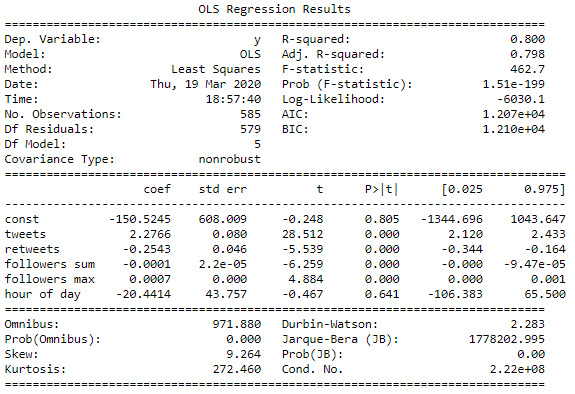 OLS Regression Results
==============================================================================
Dep. Variable:                      y   R-squared:                       0.800
Model:                            OLS   Adj. R-squared:                  0.798
Method:                 Least Squares   F-statistic:                     462.7
Date:                Thu, 19 Mar 2020   Prob (F-statistic):          1.51e-199
Time:                        18:57:40   Log-Likelihood:                -6030.1
No. Observations:                 585   AIC:                         1.207e+04
Df Residuals:                     579   BIC:                         1.210e+04
Df Model:                           5
Covariance Type:            nonrobust
==============================================================================
coef    std err          t      P>|t|      [0.025      0.975]
------------------------------------------------------------------------------
const          -150.5245    608.009     -0.248      0.805   -1344.696    1043.647
tweets            2.2766      0.080     28.512      0.000       2.120       2.433
retweets         -0.2543      0.046     -5.539      0.000      -0.344      -0.164
followers sum    -0.0001    2.2e-05     -6.259      0.000      -0.000   -9.47e-05
followers max     0.0007      0.000      4.884      0.000       0.000       0.001
hour of day     -20.4414     43.757     -0.467      0.641    -106.383      65.500
==============================================================================
Omnibus:                      971.880   Durbin-Watson:                   2.283
Prob(Omnibus):                  0.000   Jarque-Bera (JB):          1778202.995
Skew:                           9.264   Prob(JB):                         0.00
Kurtosis:                     272.460   Cond. No.                     2.22e+08
==============================================================================